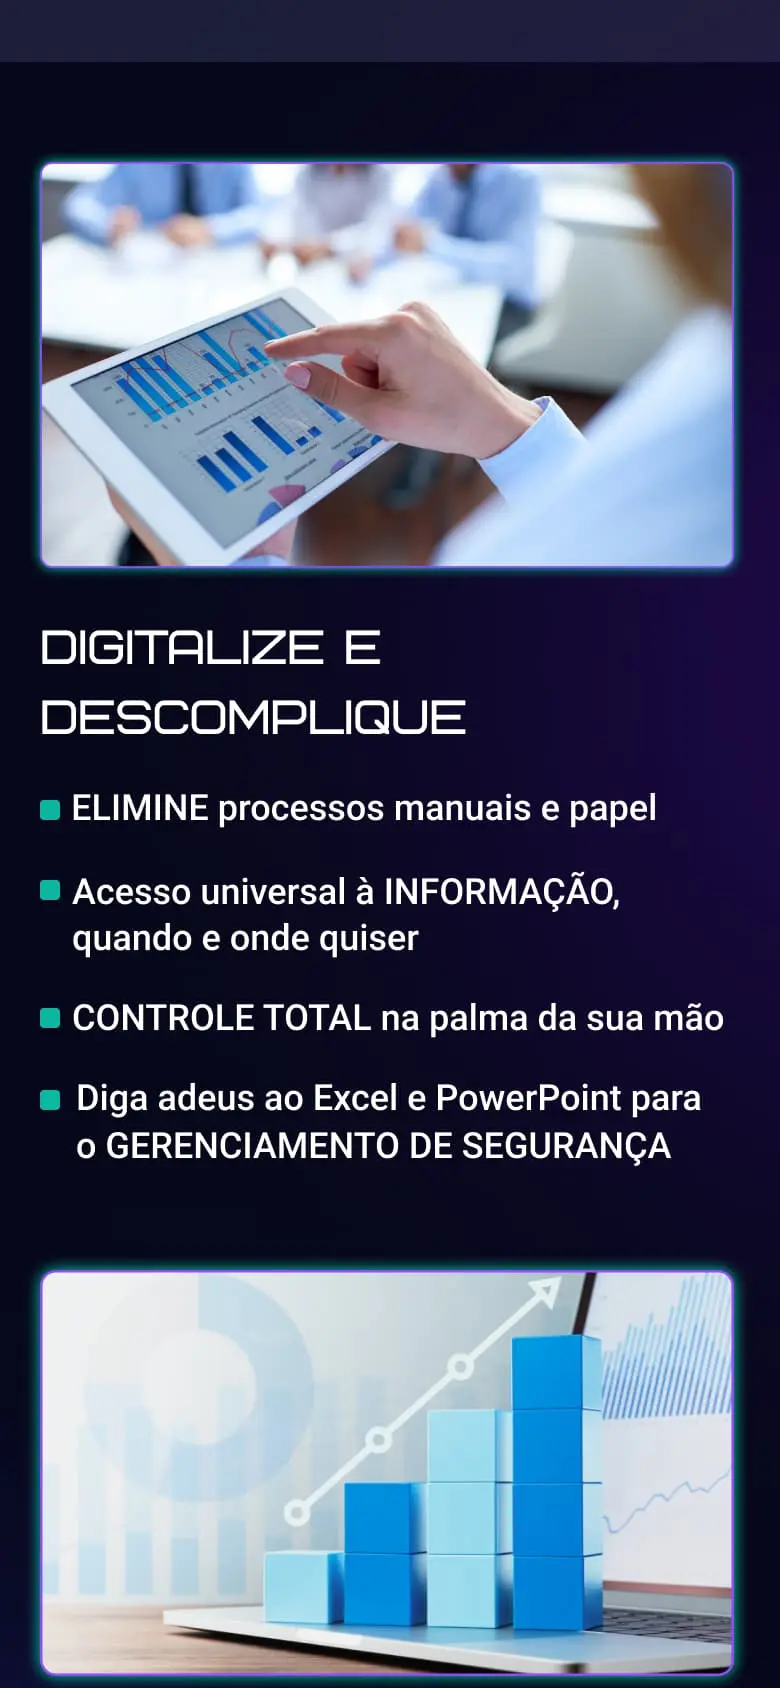 DIGITALIZE E
DESCOMPLIQUE
ELIMINE processos manuais e papel
Acesso universal à INFORMAÇÃO,
quando e onde quiser
CONTROLE TOTAL na palma da sua mão
Diga adeus ao Excel e PowerPoint para
o GERENCIAMENTO DE SEGURANÇA